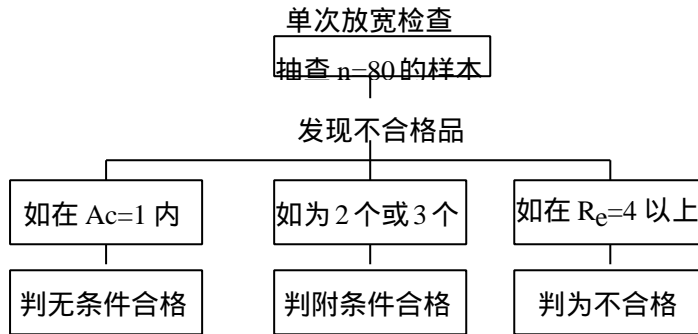 单次放宽检查
抽查 n=80 的样本
发现不合格品
如在 Ac=1 内
如为 2 个或 3 个
如在 Re=4 以上
判无条件合格
判附条件合格
判为不合格